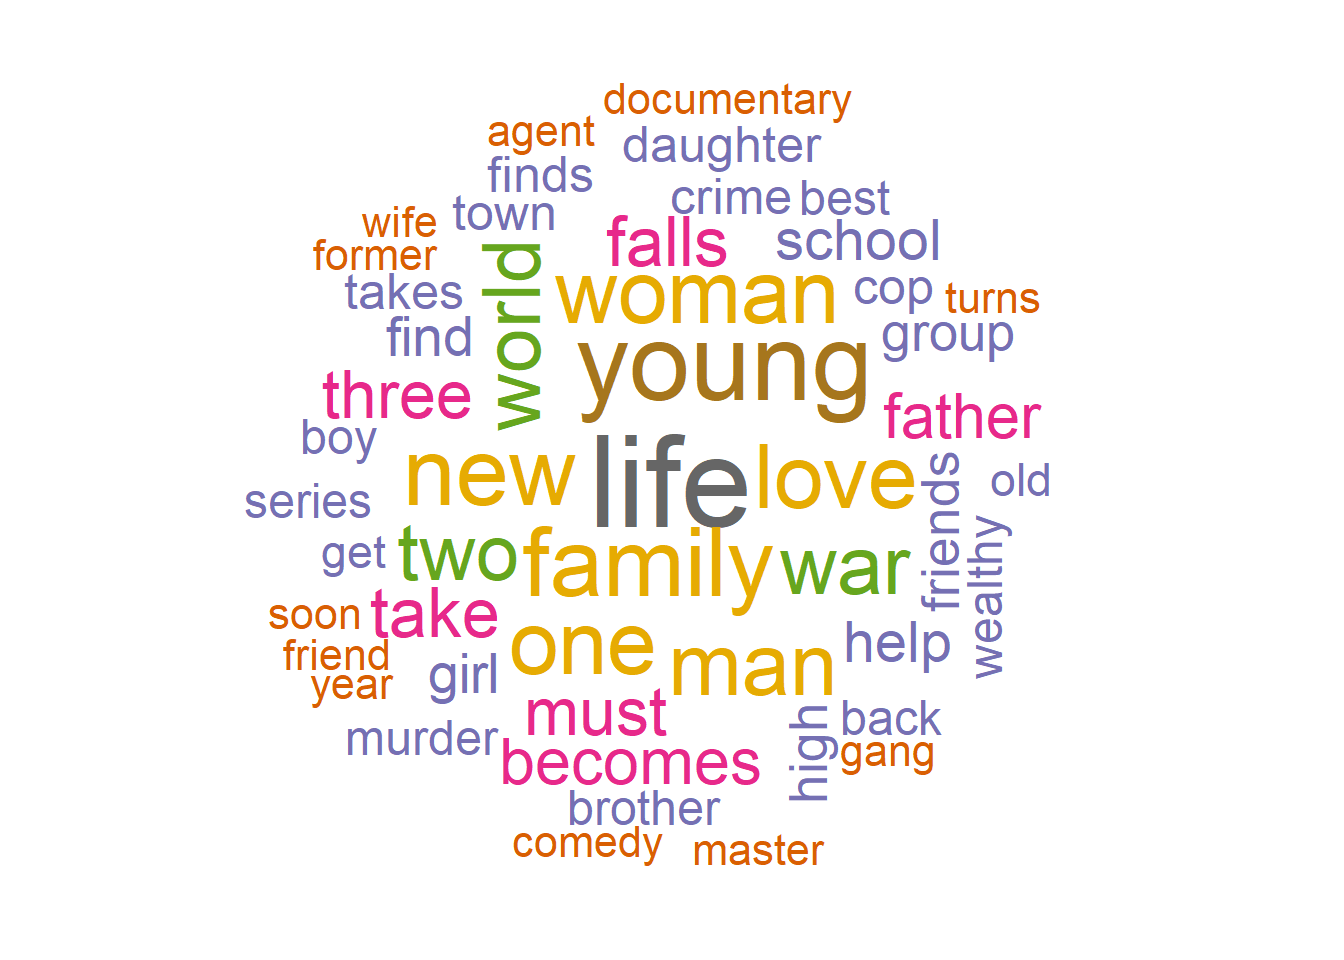 documentary
agent
daughter
finds
crime
best
wife
town
falls
school
former
world
woman
takes
cop
turns
find
young
group
three
father
boy
new
life
love
friends
old
series
get
two
family
war
wealthy
soon
take
one
man
help
friend
girl
year
must
high
back
murder
becomes
gang
brother
comedy
master